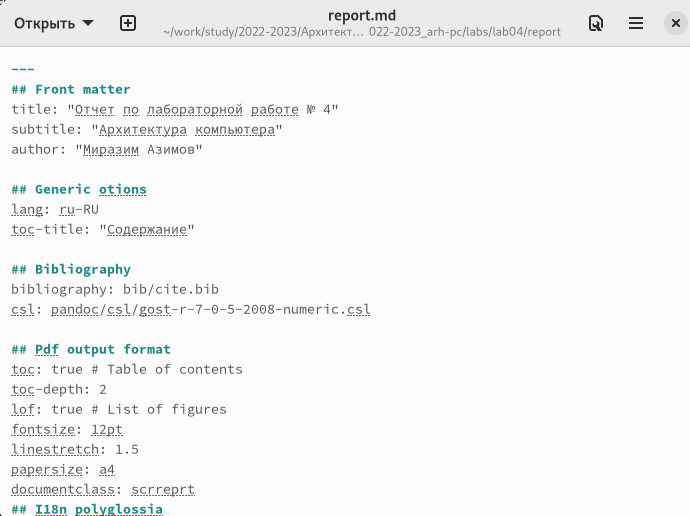 Открыть
report.md
~/work/study/2022-2023/Архитект… 022-2023_arh-pc/labs/lab04/report
---
## Front matter
title: "Отчет по лабораторной работе № 4"
subtitle: "Архитектура компьютера"
author: "Миразим Азимов"
## Generic otions
lang: ru-RU
toc-title: "Содержание"
## Bibliography
bibliography: bib/cite.bib
csl: pandoc/csl/gost-r-7-0-5-2008-numeric.csl
## Pdf output format
toc: true # Table of contents
toc-depth: 2
lof: true # List of figures
fontsize: 12pt
linestretch: 1.5
papersize: a4
documentclass: scrreprt
## I18n polyglossia